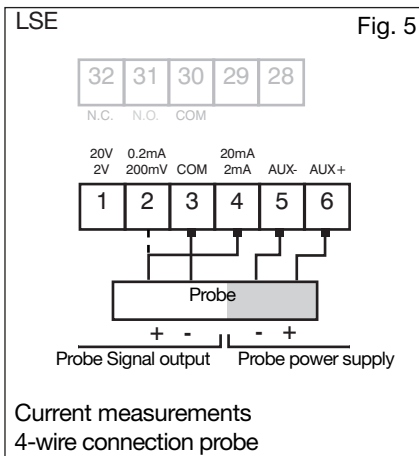 LSE Fig. 5
32 31 30 29 28
N.C. N.O. COM
20V 0.2mA 20mA
2V 200mV COM 2mA AUX- AUX+
1 2 3 4 5 6
Probe
+ - - +
Probe Signal output Probe power supply
Current measurements
4-wire connection probe